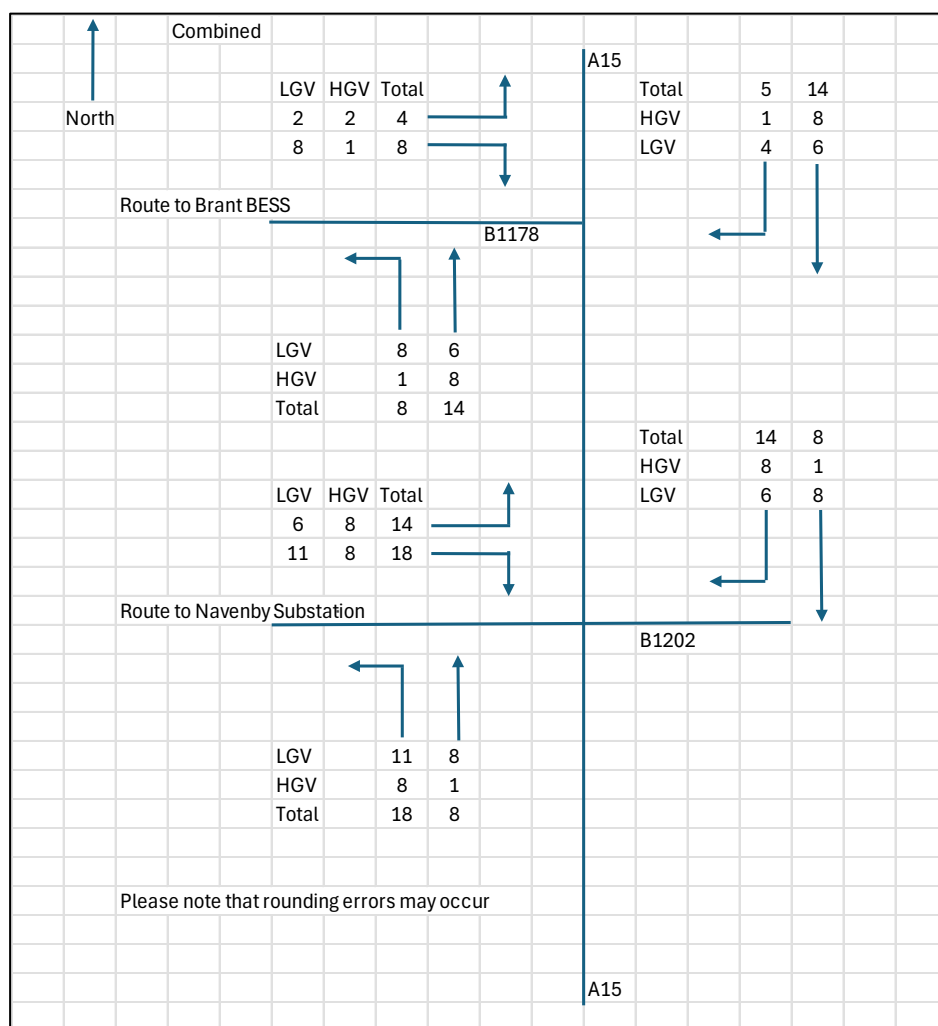 Combined
A15
LGV HGV Total
Total 5 14
North
2 2 4
HGV 1 8
8 1 8
LGV 4 6
Route to Brant BESS
B1178
LGV 8 6
HGV 1 8
Total 8 14
Total 14 8
HGV 8 1
LGV HGV Total
LGV 6 8
6 8 14
11 8 18
Route to Navenby Substation
B1202
LGV 11 8
HGV 8 1
Total 18 8
Please note that rounding errors may occur
A15